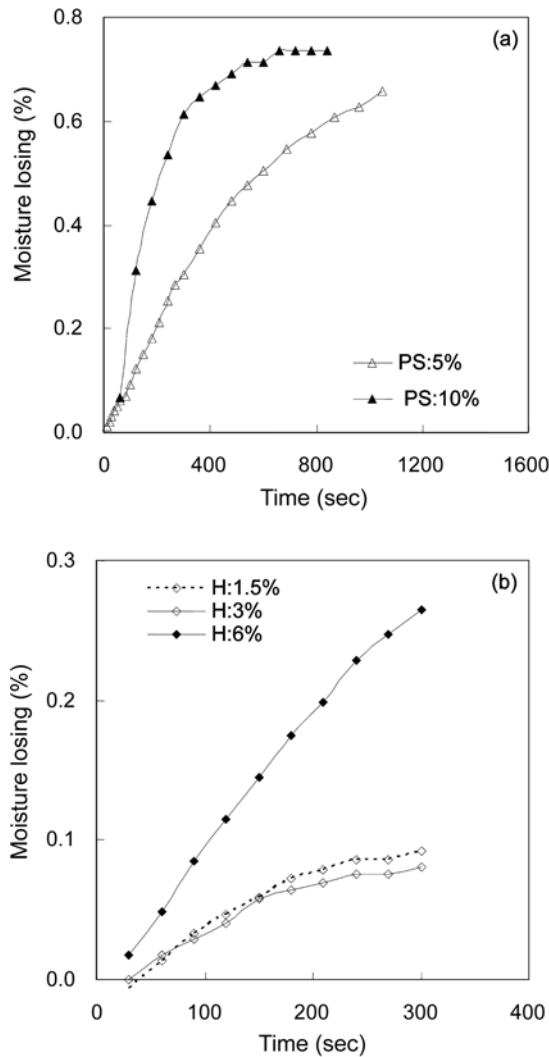 (a)
0.8
0.6
0.4
0.2
0.0
Moisture losing (%)
PS:5%
PS:10%
0 400 800 1200 1600
Time (sec)
(b)
0.3
0.2
0.1
0.0
Moisture losing (%)
H:1.5%
H:3%
H:6%
0 100 200 300 400
Time (sec)